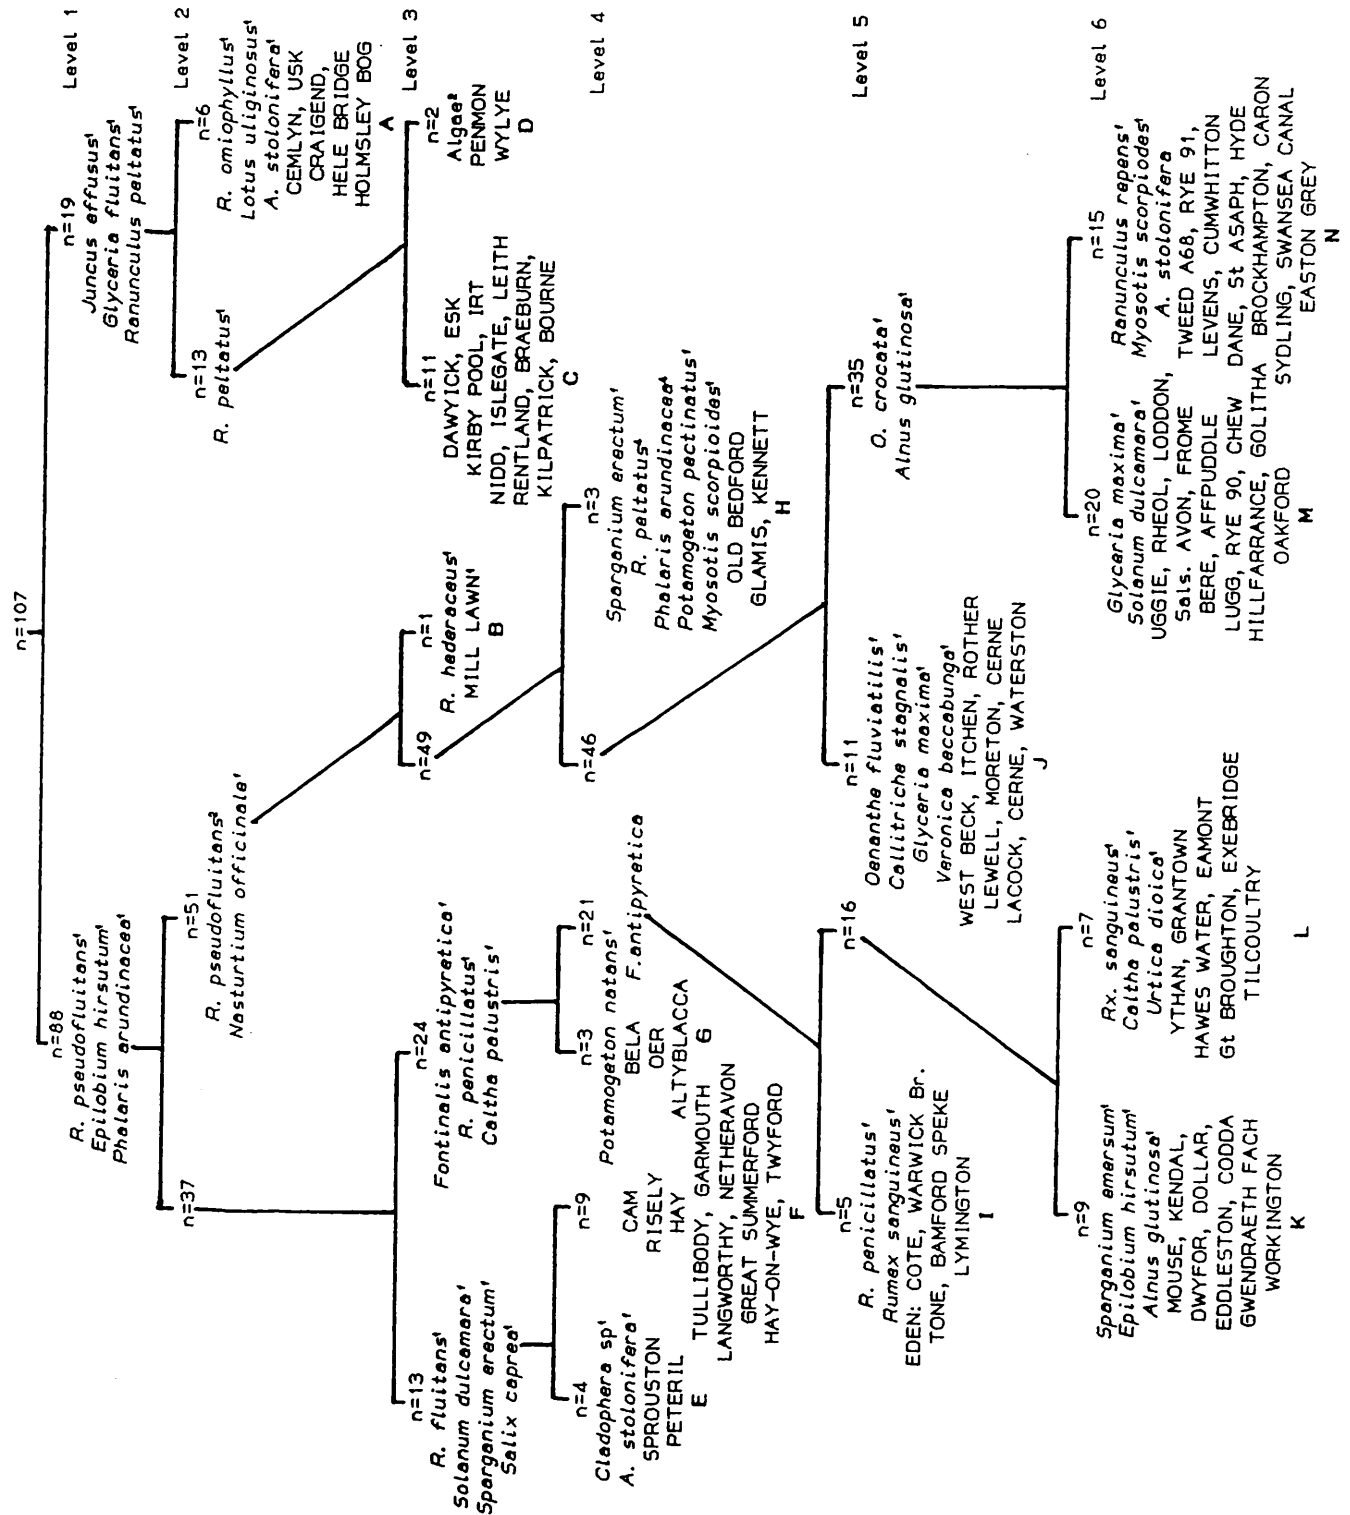 n=107
Level 1
n=88
R. pseudofluitans¹
Epilobium hirsutum¹
Phalaris arundinacea¹
n=19
Juncus effusus¹
Glyceria fluitans¹
Ranunculus peltatus¹
Level 2
n=37
n=51
R. pseudofluitans³
Nasturtium officinale¹
n=13
R. peltatus¹
n=6
R. omiophyllus¹
Lotus uliginosus¹
A. stolonifera¹
CEMLYN, USK
CRAIGEND,
HELE BRIDGE
HOLMSLEY BOG
A
Level 3
n=13
R. fluitans¹
Solanum dulcamara¹
Sparganium erectum¹
Salix caprea¹
n=24
Fontinalis antipyretica¹
R. penicillatus¹
Caltha palustris¹
n=49
n=1
R. hederaceus¹
MILL LAWN¹
B
n=11
DAWYICK, ESK
KIRBY POOL, IRT
NIDD, ISLEGATE, LEITH
RENTLAND, BRAEBURN,
KILPATRICK, BOURNE
C
n=2
Algae²
PENMON
WYLYE
D
Level 4
n=4
Cladophera sp¹
A. stolonifera¹
SPROUSTON
PETERIL
E
n=9
CAM
RISELY
HAY
TULLIBODY, GARMOUTH
LANGWORTHY, NETHERAVON
GREAT SUMMERFORD
HAY-ON-WYE, TWYFORD
F
n=3
Potamogeton natans¹
BELA
OER
ALTYBLACCA
G
n=21
F.antipyretica
n=46
n=3
Sparganium erectum¹
R. peltatus¹
Phalaris arundinacea⁴
Potamogeton pectinatus¹
Myosotis scorpioides¹
OLD BEDFORD
GLAMIS, KENNETT
H
Level 5
n=5
R. penicillatus¹
Rumex sanguineus¹
EDEN: COTE, WARWICK Br.
TONE, BAMFORD SPEKE
LYMINGTON
I
n=16
n=11
Oenanthe fluviatilis¹
Callitriche stagnalis¹
Glyceria maxima¹
Veronica beccabunga¹
WEST BECK, ITCHEN, ROTHER
LEWELL, MORETON, CERNE
LACOCK, CERNE, WATERSTON
J
n=35
O. crocata¹
Alnus glutinosa¹
Level 6
n=9
Sparganium emersum¹
Epilobium hirsutum¹
Alnus glutinosa¹
MOUSE, KENDAL,
DWYFOR, DOLLAR,
EDDLESTON, CODDA
GWENDRAETH FACH
WORKINGTON
K
n=7
Rx. sanguineus¹
Caltha palustris¹
Urtica dioica¹
YTHAN, GRANTOWN
HAWES WATER, EAMONT
Gt BROUGHTON, EXEBRIDGE
TILCOULTRY
L
n=20
Glyceria maxima¹
Solanum dulcamara¹
UGGIE, RHEOL, LODDON,
Sals. AVON, FROME
BERE, AFFPUDDLE
LUGG, RYE 90, CHEW
HILLFARRANCE, GOLITHA
OAKFORD
M
n=15
Ranunculus repens¹
Myosotis scorpiodes¹
A. stolonifera
TWEED A68, RYE 91,
LEVENS, CUMWHITTON
DANE, St ASAPH, HYDE
BROCKHAMPTON, CARON
SYDLING, SWANSEA CANAL
EASTON GREY
N